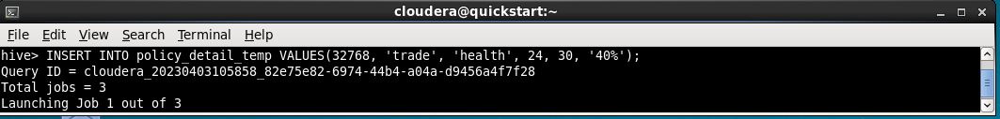 cloudera@quickstart:~
File Edit View Search Terminal Help
hive> INSERT INTO policy_detail_temp VALUES(32768, 'trade', 'health', 24, 30, '40%');
Query ID = cloudera_20230403105858_82e75e82-6974-44b4-a04a-d9456a4f7f28
Total jobs = 3
Launching Job 1 out of 3